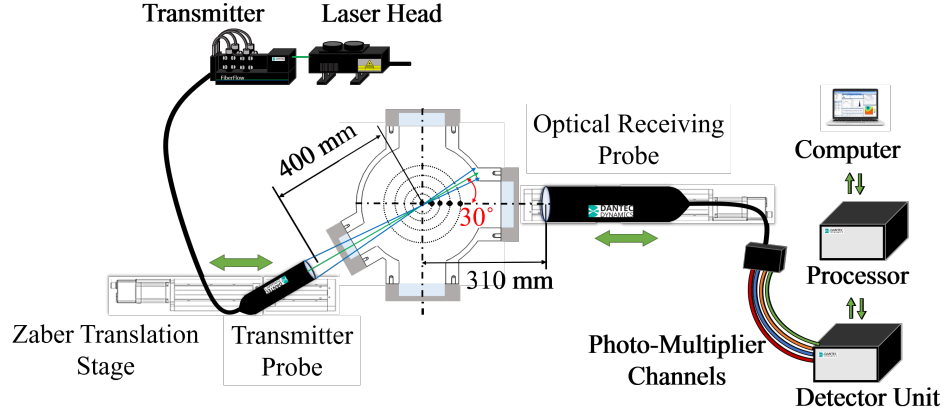 Transmitter
Laser Head
FiberFlow
400 mm
Optical Receiving
Probe
Computer
30°
DANTEC
DYNAMICS
310 mm
Processor
Zaber Translation
Stage
Transmitter
Probe
Photo-Multiplier
Channels
Detector Unit